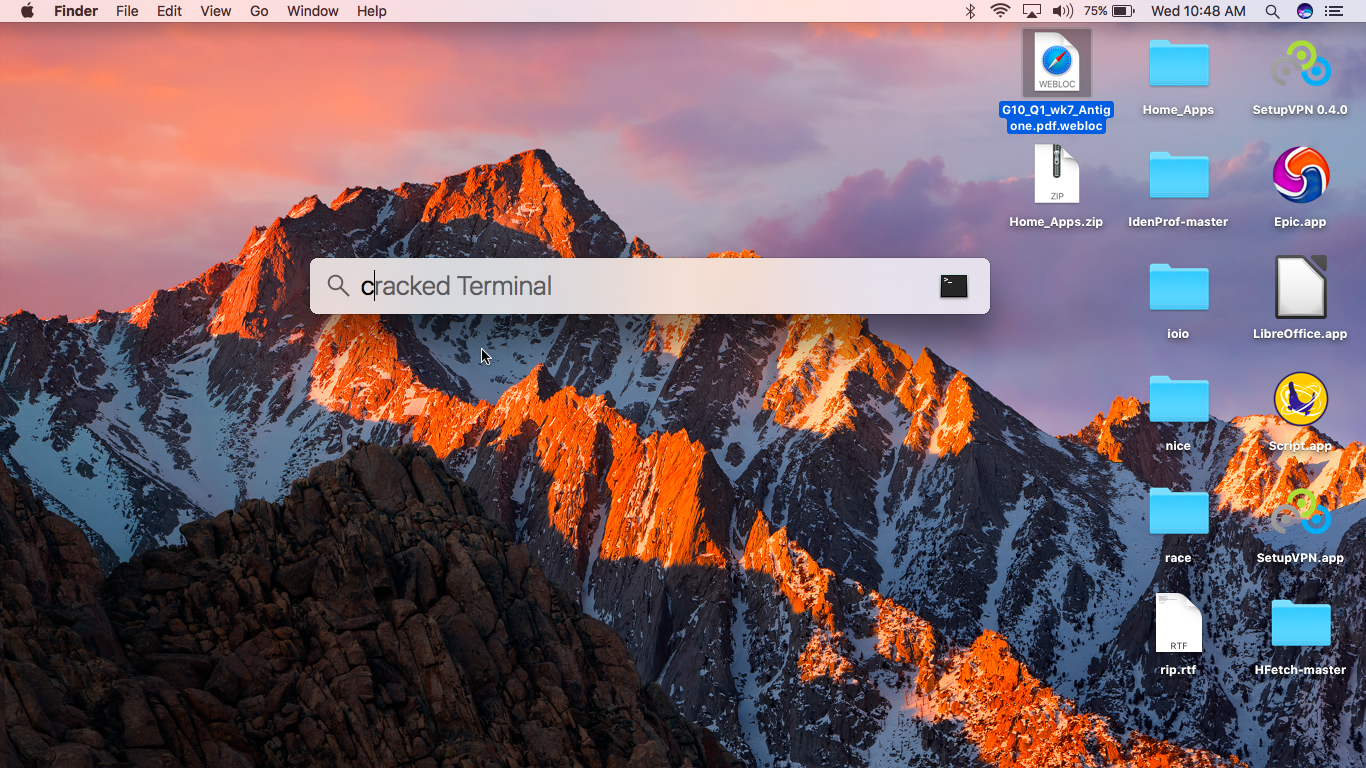 Finder File Edit View Go Window Help 75% Wed 10:48 AM
WEBLOC
G10_Q1_wk7_Antig
one.pdf.webloc
Home_Apps
SetupVPN 0.4.0
ZIP
Home_Apps.zip
IdenProf-master
Epic.app
cracked Terminal
ioio
LibreOffice.app
nice
Script.app
race
SetupVPN.app
RTF
rip.rtf
HFetch-master